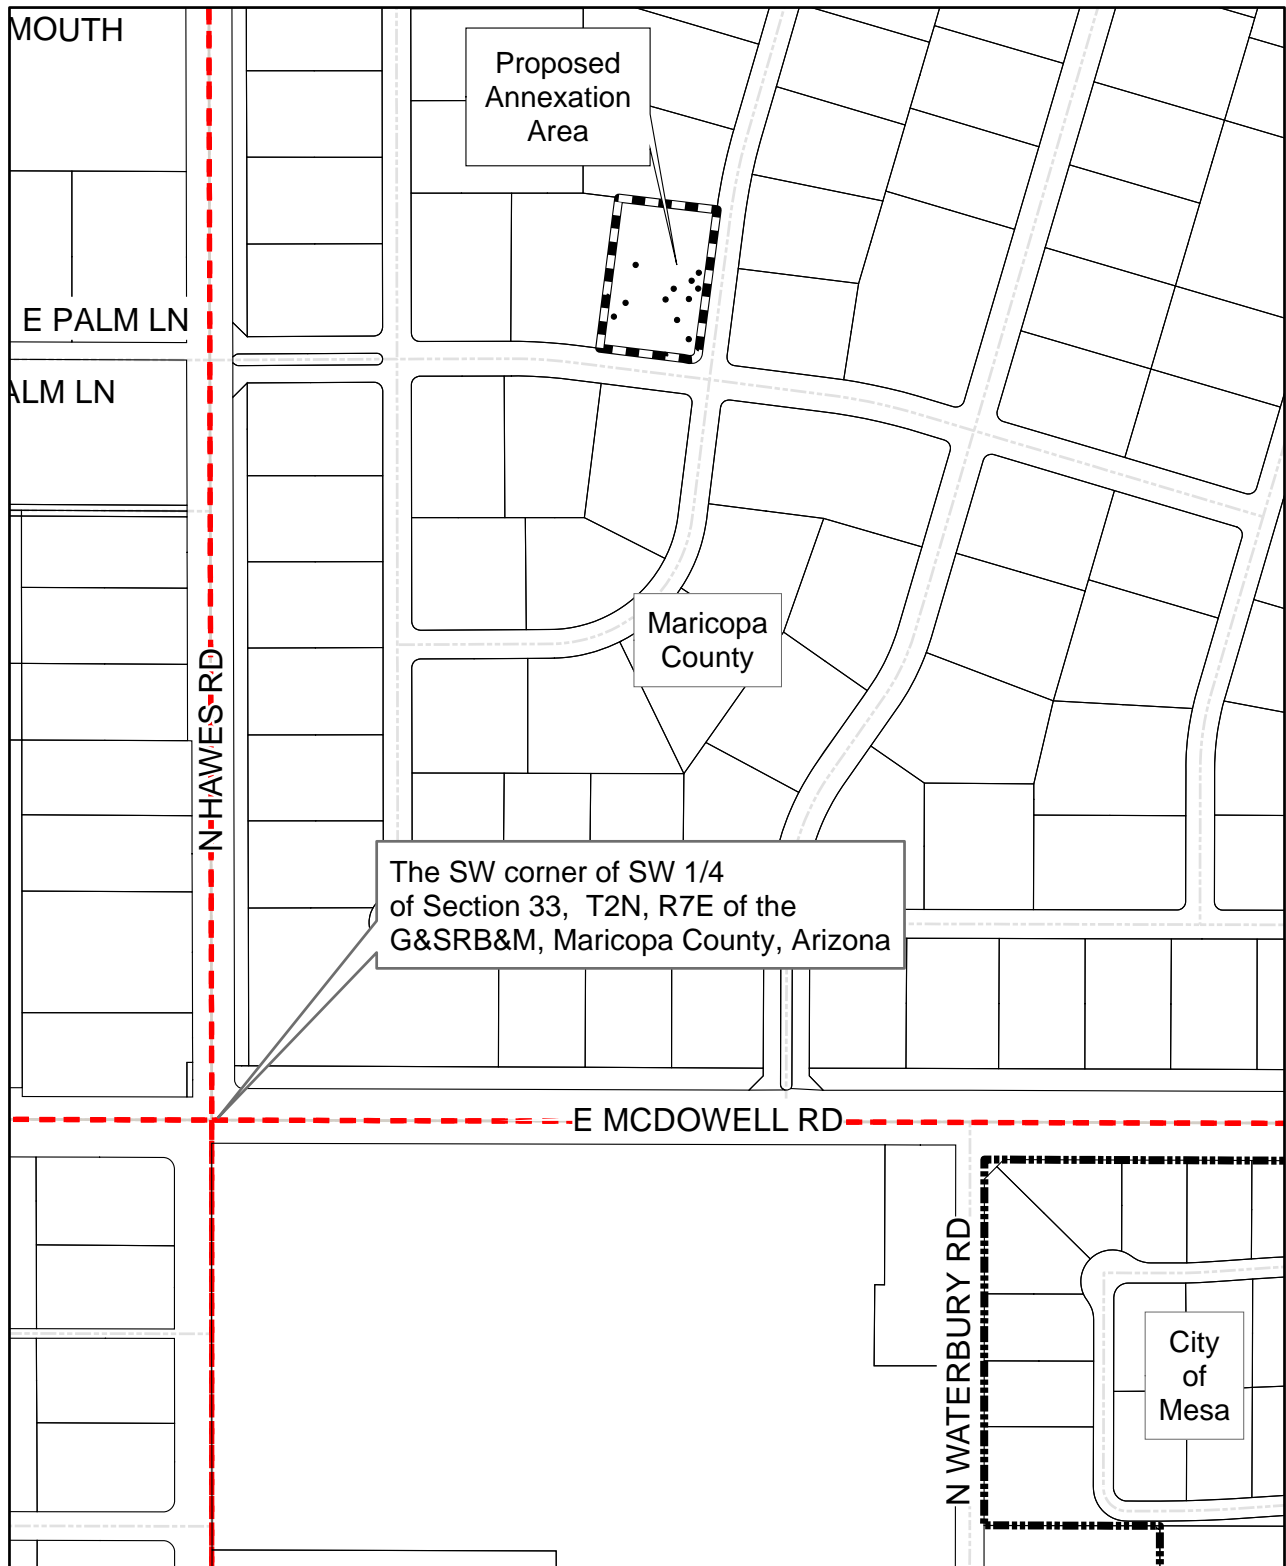 MOUTH
Proposed
Annexation
Area
E PALM LN
ALM LN
Maricopa
County
N HAWES RD
The SW corner of SW 1/4
of Section 33, T2N, R7E of the
G&SRB&M, Maricopa County, Arizona
E MCDOWELL RD
N WATERBURY RD
City
of
Mesa